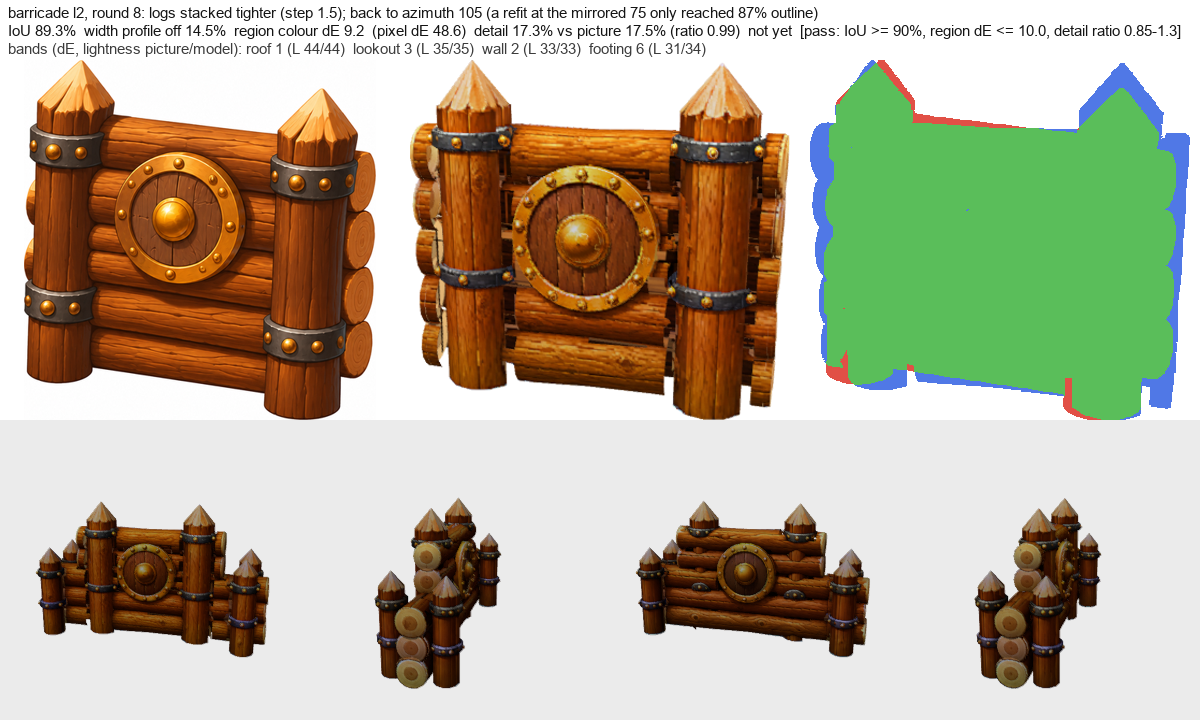 barricade l2, round 8: logs stacked tighter (step 1.5); back to azimuth 105 (a refit at the mirrored 75 only reached 87% outline)
IoU 89.3%  width profile off 14.5%  region colour dE 9.2  (pixel dE 48.6)  detail 17.3% vs picture 17.5% (ratio 0.99)  not yet  [pass: IoU >= 90%, region dE <= 10.0, detail ratio 0.85-1.3]
bands (dE, lightness picture/model): roof 1 (L 44/44)  lookout 3 (L 35/35)  wall 2 (L 33/33)  footing 6 (L 31/34)